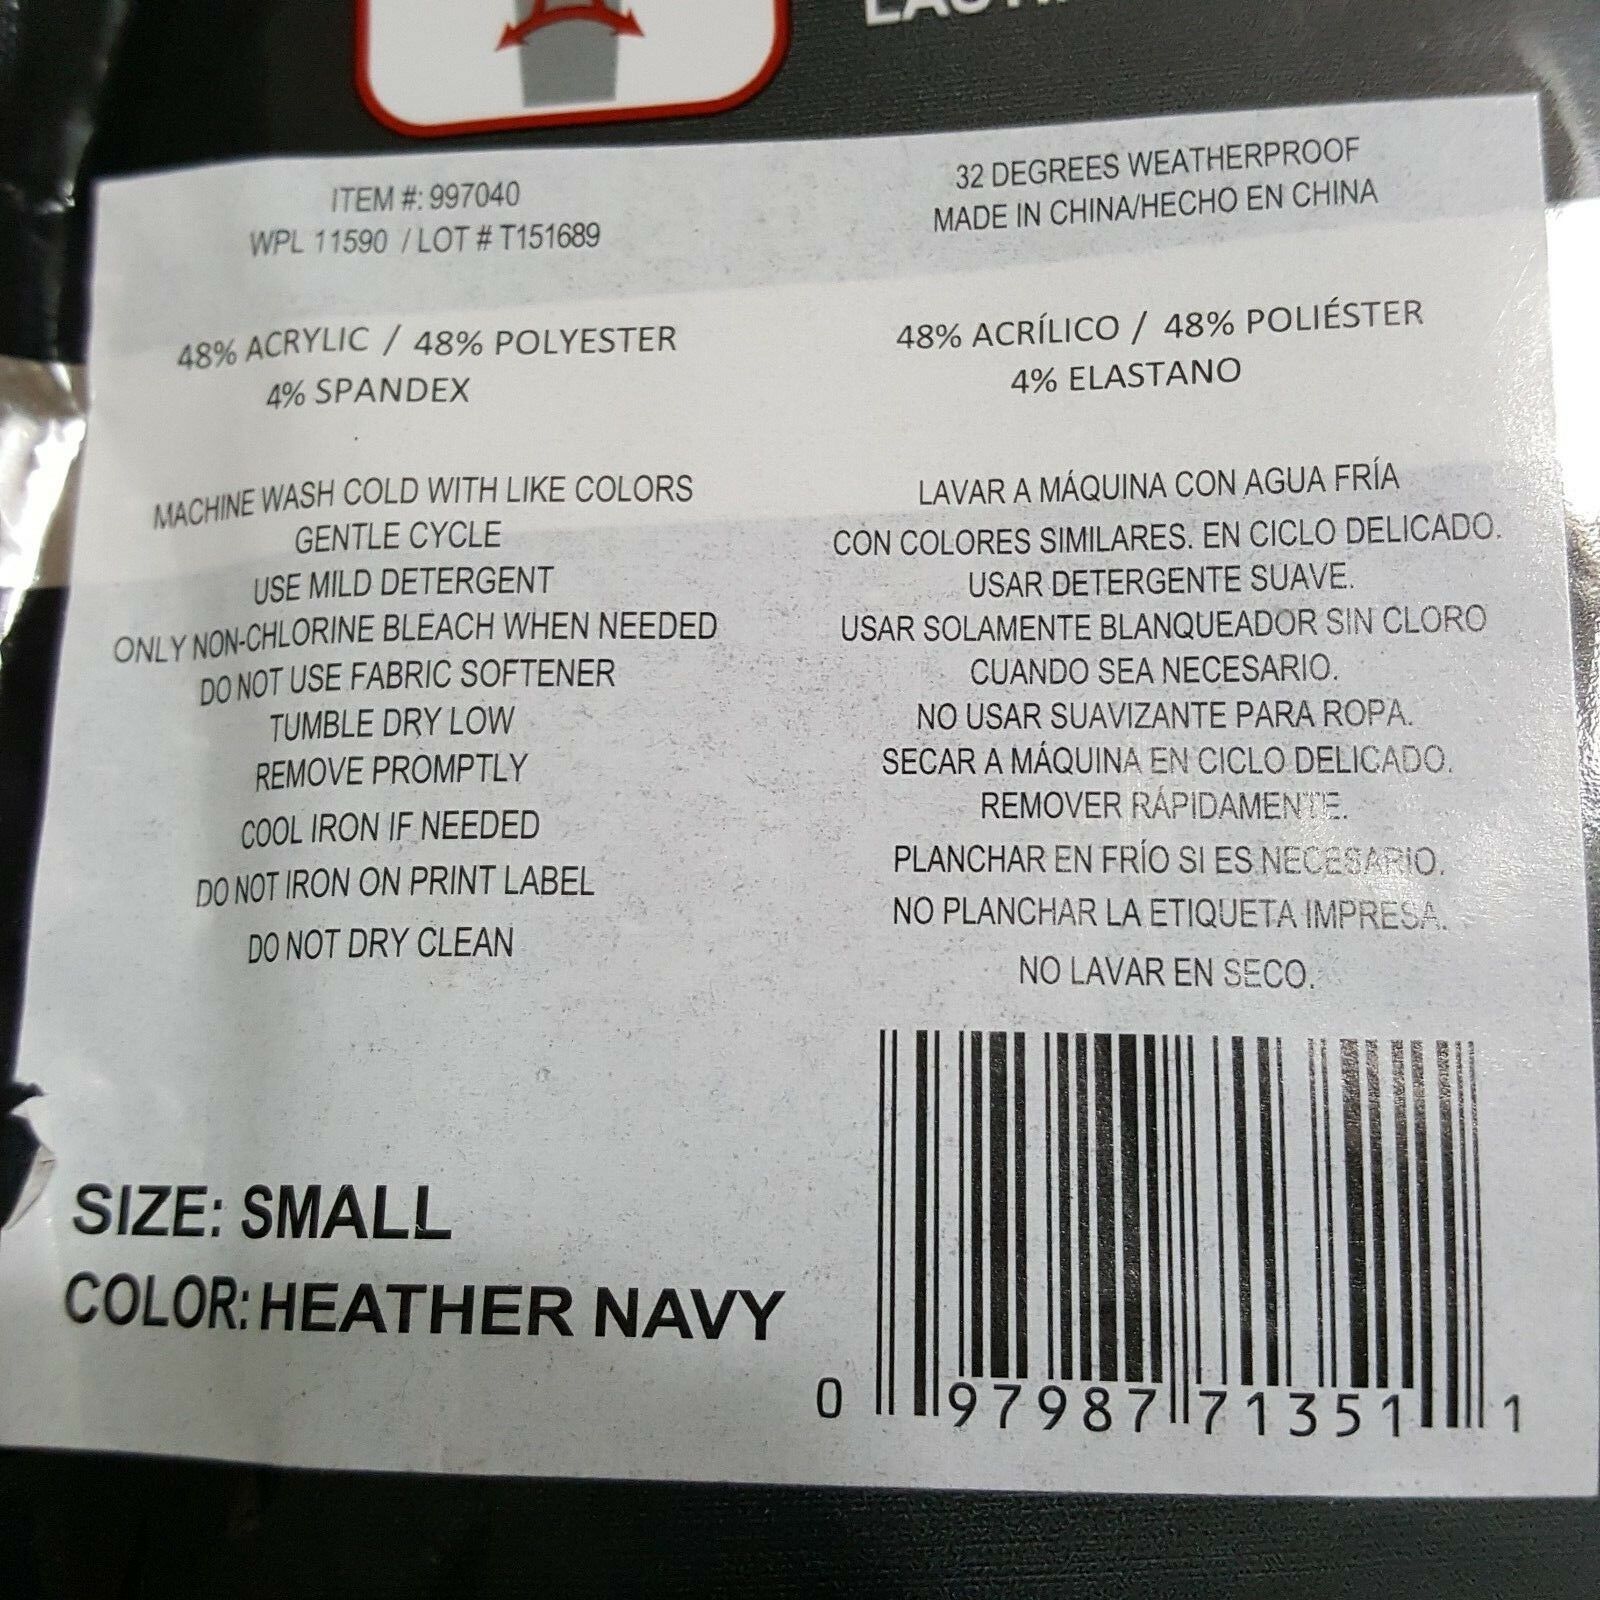 ITEM #: 997040
WPL 11590 / LOT # T151689
32 DEGREES WEATHERPROOF
MADE IN CHINA/HECHO EN CHINA
48% ACRYLIC / 48% POLYESTER
4% SPANDEX
48% ACRÍLICO / 48% POLIÉSTER
4% ELASTANO
MACHINE WASH COLD WITH LIKE COLORS
GENTLE CYCLE
USE MILD DETERGENT
ONLY NON-CHLORINE BLEACH WHEN NEEDED
DO NOT USE FABRIC SOFTENER
TUMBLE DRY LOW
REMOVE PROMPTLY
COOL IRON IF NEEDED
DO NOT IRON ON PRINT LABEL
DO NOT DRY CLEAN
LAVAR A MÁQUINA CON AGUA FRÍA
CON COLORES SIMILARES. EN CICLO DELICADO.
USAR DETERGENTE SUAVE.
USAR SOLAMENTE BLANQUEADOR SIN CLORO
CUANDO SEA NECESARIO.
NO USAR SUAVIZANTE PARA ROPA.
SECAR A MÁQUINA EN CICLO DELICADO.
REMOVER RÁPIDAMENTE.
PLANCHAR EN FRÍO SI ES NECESARIO.
NO PLANCHAR LA ETIQUETA IMPRESA.
NO LAVAR EN SECO.
SIZE: SMALL
COLOR: HEATHER NAVY
0 97987 71351 1